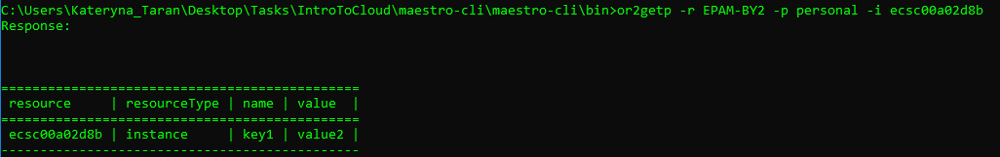 C:\Users\Kateryna_Taran\Desktop\Tasks\IntroToCloud\maestro-cli\maestro-cli\bin>or2getp -r EPAM-BY2 -p personal -i ecsc00a02d8b
Response:
==============================================
resource     | resourceType | name | value  |
==============================================
ecsc00a02d8b | instance     | key1 | value2 |
----------------------------------------------